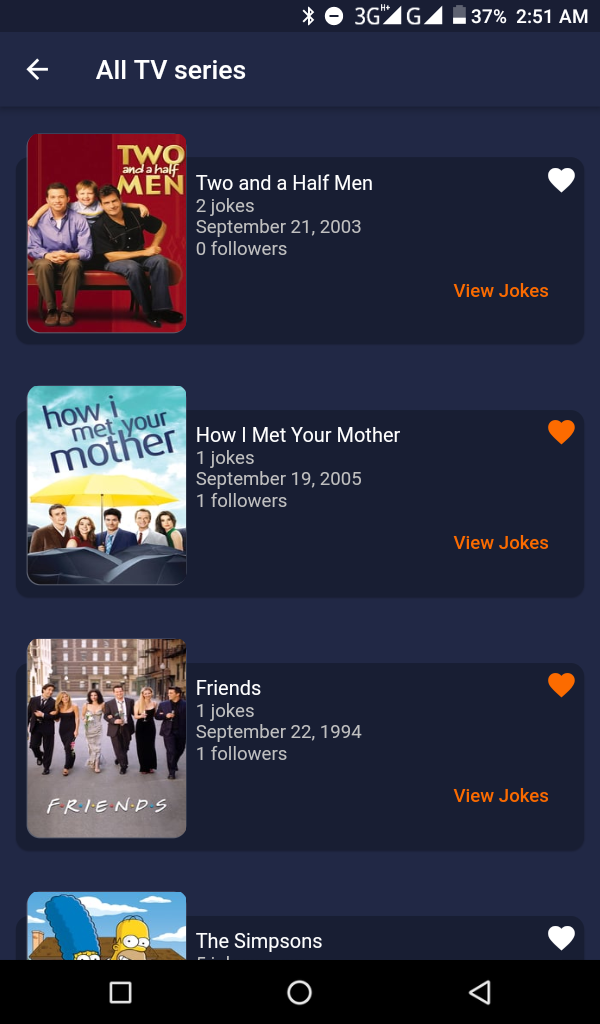 3G H+ G 37% 2:51 AM
All TV series
TWO
and a half
MEN
Two and a Half Men
2 jokes
September 21, 2003
0 followers
View Jokes
how i
met your
mother
How I Met Your Mother
1 jokes
September 19, 2005
1 followers
View Jokes
F·R·I·E·N·D·S
Friends
1 jokes
September 22, 1994
1 followers
View Jokes
The Simpsons